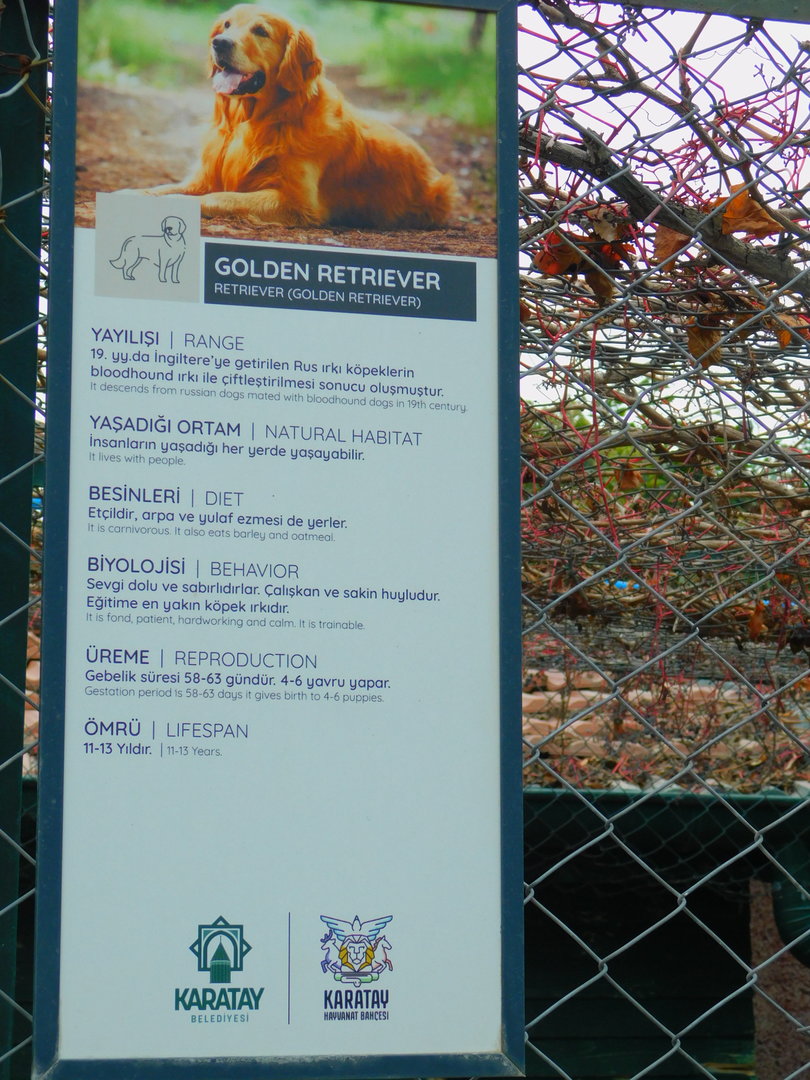 GOLDEN RETRIEVER
RETRIEVER (GOLDEN RETRIEVER)
YAYILIŞI | RANGE
19. yy.da İngiltere'ye getirilen Rus ırkı köpeklerin
bloodhound ırkı ile çiftleştirilmesi sonucu oluşmuştur.
It descends from russian dogs mated with bloodhound dogs in 19th century.
YAŞADIĞI ORTAM | NATURAL HABITAT
İnsanların yaşadığı her yerde yaşayabilir.
It lives with people.
BESİNLERİ | DIET
Etçildir, arpa ve yulaf ezmesi de yerler.
It is carnivorous. It also eats barley and oatmeal.
BİYOLOJİSİ | BEHAVIOR
Sevgi dolu ve sabırlıdırlar. Çalışkan ve sakin huyludur.
Eğitime en yakın köpek ırkıdır.
It is fond, patient, hardworking and calm. It is trainable.
ÜREME | REPRODUCTION
Gebelik süresi 58-63 gündür. 4-6 yavru yapar.
Gestation period is 58-63 days it gives birth to 4-6 puppies.
ÖMRÜ | LIFESPAN
11-13 Yıldır. | 11-13 Years.
KARATAY
BELEDİYESİ
KARATAY
HAYVANAT BAHÇESİ